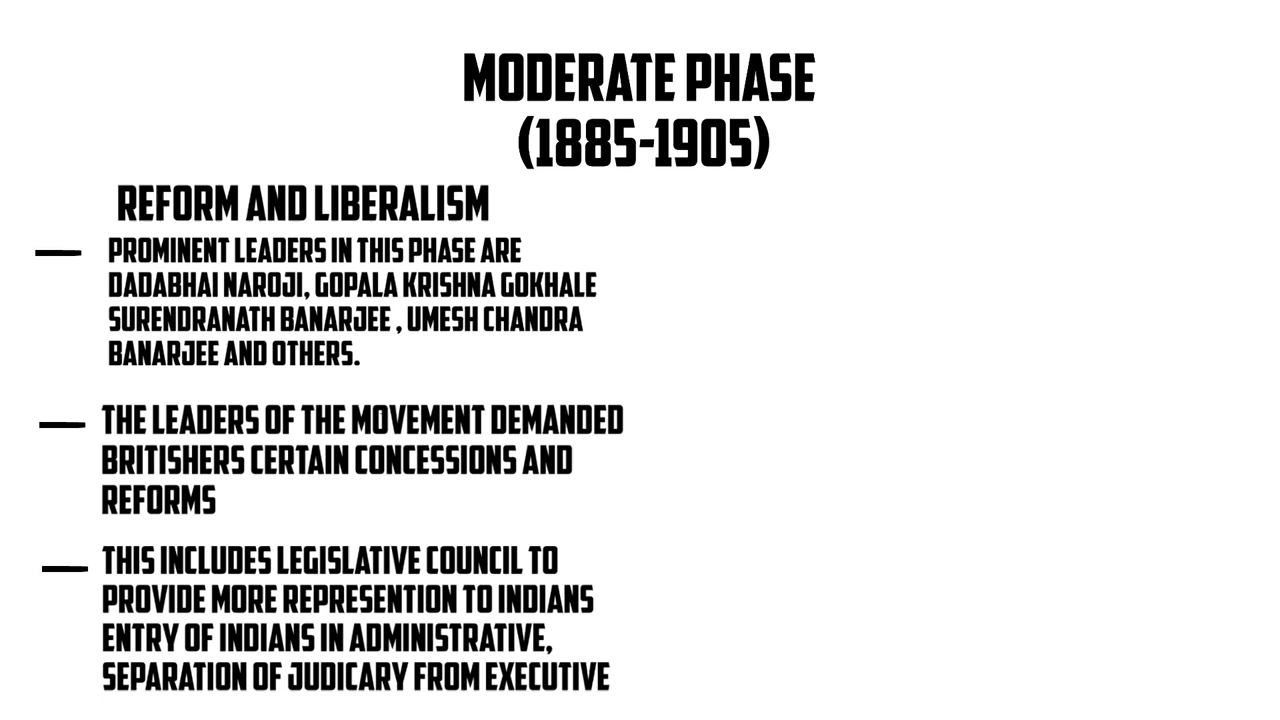 MODERATE PHASE
(1885-1905)
REFORM AND LIBERALISM
PROMINENT LEADERS IN THIS PHASE ARE
DADABHAI NAROJI, GOPALA KRISHNA GOKHALE
SURENDRANATH BANARJEE , UMESH CHANDRA
BANARJEE AND OTHERS.
THE LEADERS OF THE MOVEMENT DEMANDED
BRITISHERS CERTAIN CONCESSIONS AND
REFORMS
THIS INCLUDES LEGISLATIVE COUNCIL TO
PROVIDE MORE REPRESENTION TO INDIANS
ENTRY OF INDIANS IN ADMINISTRATIVE,
SEPARATION OF JUDICARY FROM EXECUTIVE